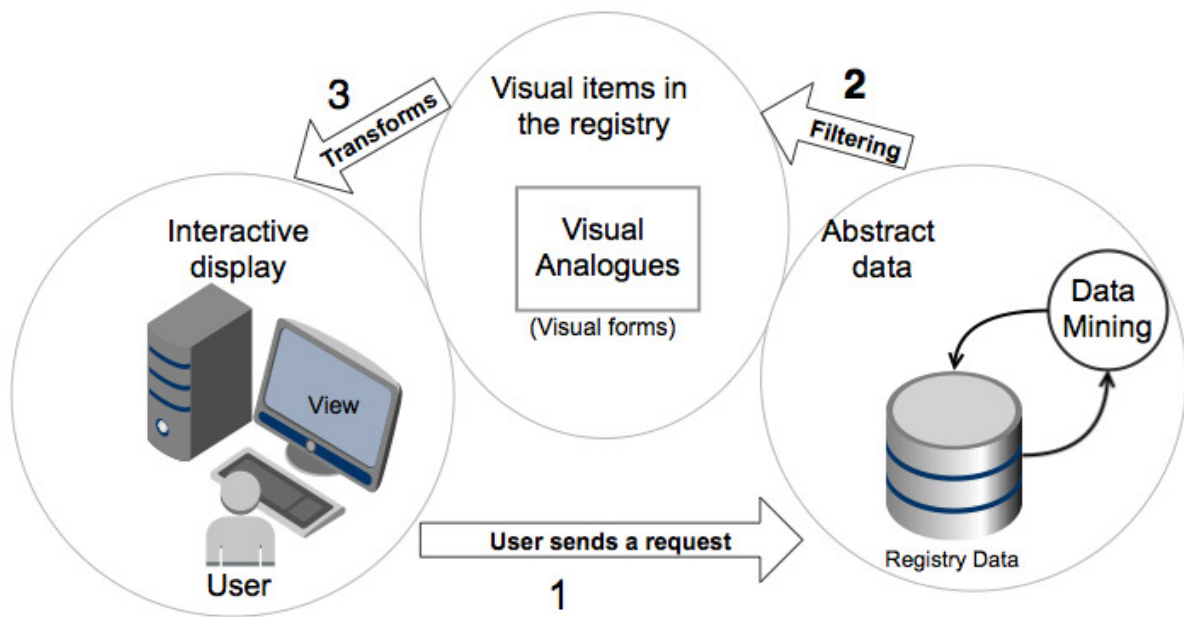 3
Transforms
Visual items in
the registry
2
Filtering
Interactive
display
Visual
Analogues
(Visual forms)
Abstract
data
Data
Mining
View
User
User sends a request
1
Registry Data